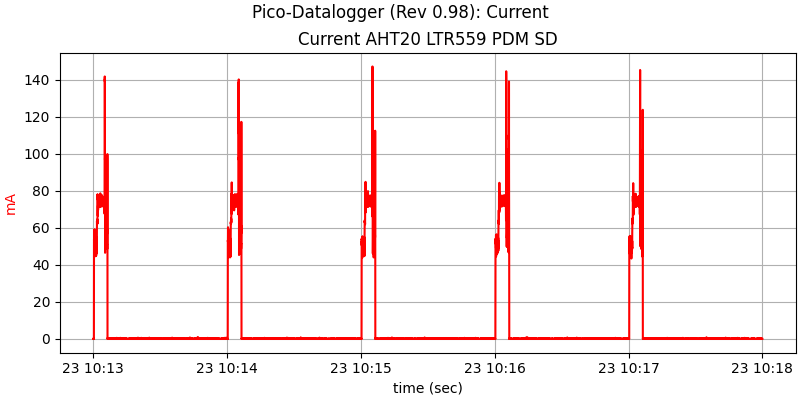 Pico-Datalogger (Rev 0.98): Current
Current AHT20 LTR559 PDM SD
140
120
100
80
60
40
20
0
mA
23 10:13 23 10:14 23 10:15 23 10:16 23 10:17 23 10:18
time (sec)